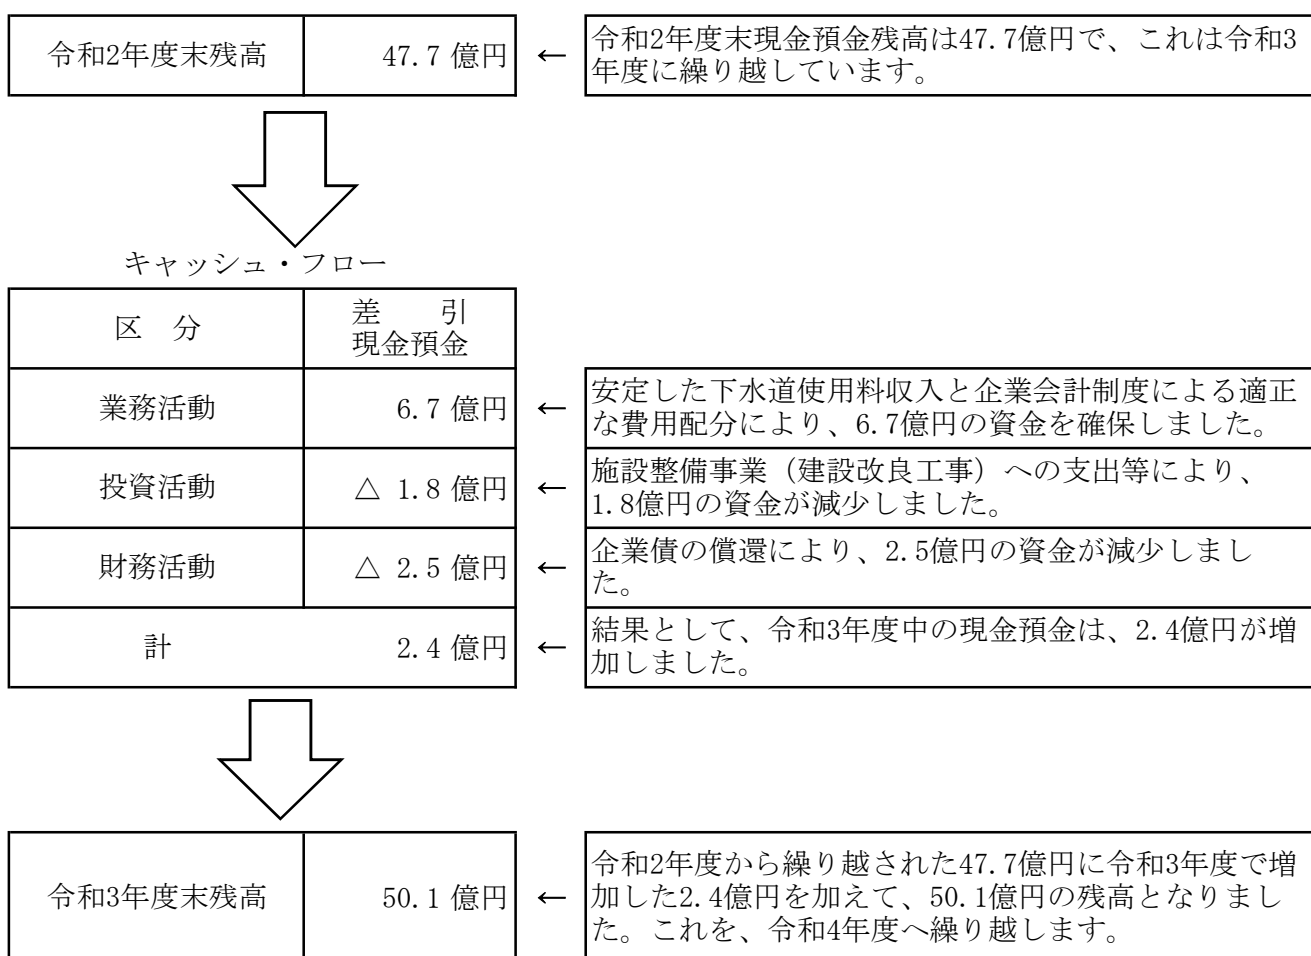 令和2年度末残高 47.7 億円 ← 令和2年度末現金預金残高は47.7億円で、これは令和3
年度に繰り越しています。
キャッシュ・フロー
区 分 差 引
現金預金
業務活動 6.7 億円 ← 安定した下水道使用料収入と企業会計制度による適正
な費用配分により、6.7億円の資金を確保しました。
投資活動 △ 1.8 億円 ← 施設整備事業（建設改良工事）への支出等により、
1.8億円の資金が減少しました。
財務活動 △ 2.5 億円 ← 企業債の償還により、2.5億円の資金が減少しまし
た。
計 2.4 億円 ← 結果として、令和3年度中の現金預金は、2.4億円が増
加しました。
令和3年度末残高 50.1 億円 ← 令和2年度から繰り越された47.7億円に令和3年度で増
加した2.4億円を加えて、50.1億円の残高となりまし
た。これを、令和4年度へ繰り越します。